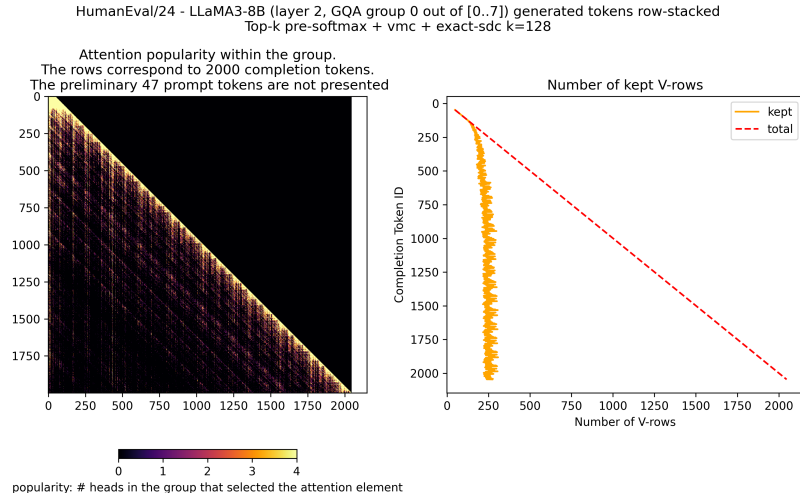 HumanEval/24 - LLaMA3-8B (layer 2, GQA group 0 out of [0..7]) generated tokens row-stacked
Top-k pre-softmax + vmc + exact-sdc k=128
Attention popularity within the group.
The rows correspond to 2000 completion tokens.
The preliminary 47 prompt tokens are not presented
0
250
500
750
1000
1250
1500
1750
0 250 500 750 1000 1250 1500 1750 2000
0 1 2 3 4
popularity: # heads in the group that selected the attention element
Number of kept V-rows
kept
total
Completion Token ID
0
250
500
750
1000
1250
1500
1750
2000
0 250 500 750 1000 1250 1500 1750 2000
Number of V-rows